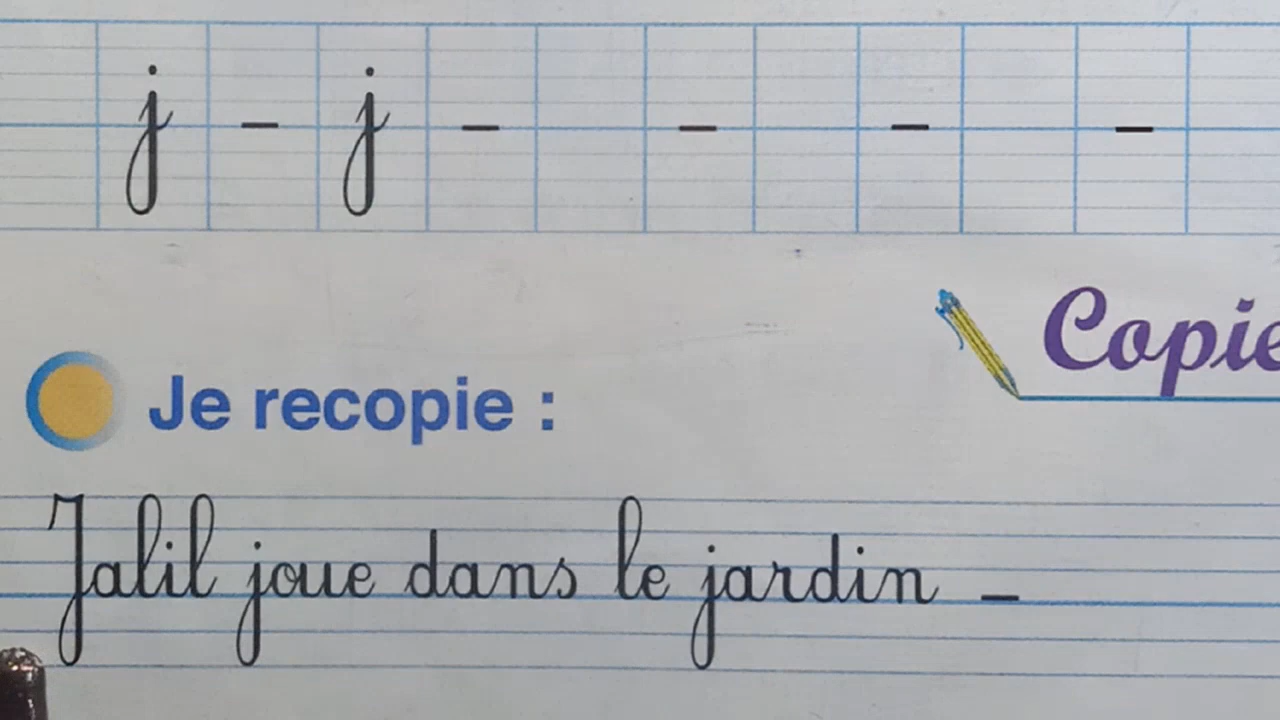 j - j - - - -
Copie
Je recopie :
Jalil joue dans le jardin _